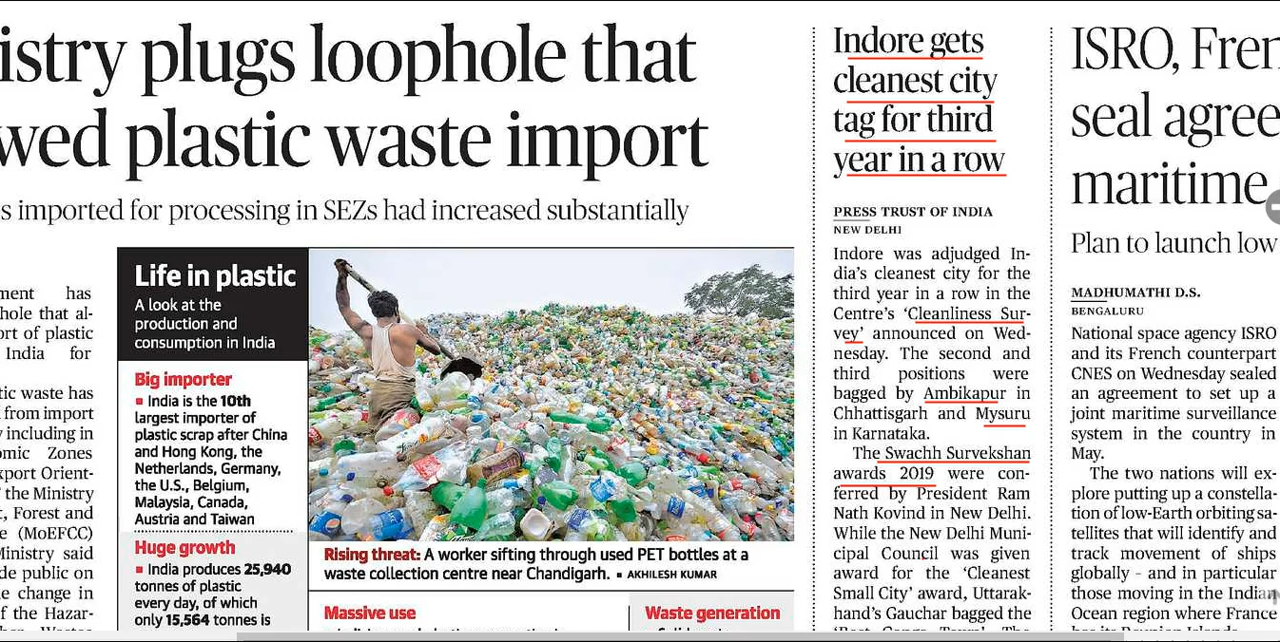 istry plugs loophole that
wed plastic waste import
s imported for processing in SEZs had increased substantially
ment has
hole that al-
ort of plastic
India for
tic waste has
from import
y including in
omic Zones
xport Orient-
the Ministry
t, Forest and
e (MoEFCC)
Ministry said
de public on
e change in
f the Hazar-
Life in plastic
A look at the
production and
consumption in India
Big importer
India is the 10th
largest importer of
plastic scrap after China
and Hong Kong, the
Netherlands, Germany,
the U.S., Belgium,
Malaysia, Canada,
Austria and Taiwan
Huge growth
India produces 25,940
tonnes of plastic
every day, of which
only 15,564 tonnes is
Rising threat: A worker sifting through used PET bottles at a
waste collection centre near Chandigarh. ▪ AKHILESH KUMAR
Massive use
Waste generation
Indore gets
cleanest city
tag for third
year in a row
PRESS TRUST OF INDIA
NEW DELHI
Indore was adjudged In-
dia's cleanest city for the
third year in a row in the
Centre's 'Cleanliness Sur-
vey' announced on Wed-
nesday. The second and
third positions were
bagged by Ambikapur in
Chhattisgarh and Mysuru
in Karnataka.
The Swachh Survekshan
awards 2019 were con-
ferred by President Ram
Nath Kovind in New Delhi.
While the New Delhi Muni-
cipal Council was given
award for the 'Cleanest
Small City' award, Uttarak-
hand's Gauchar bagged the
ISRO, Fren
seal agree
maritime
Plan to launch low
MADHUMATHI D.S.
BENGALURU
National space agency ISRO
and its French counterpart
CNES on Wednesday sealed
an agreement to set up a
joint maritime surveillance
system in the country in
May.
The two nations will ex-
plore putting up a constella-
tion of low-Earth orbiting sa-
tellites that will identify and
track movement of ships
globally - and in particular
those moving in the Indian
Ocean region where France